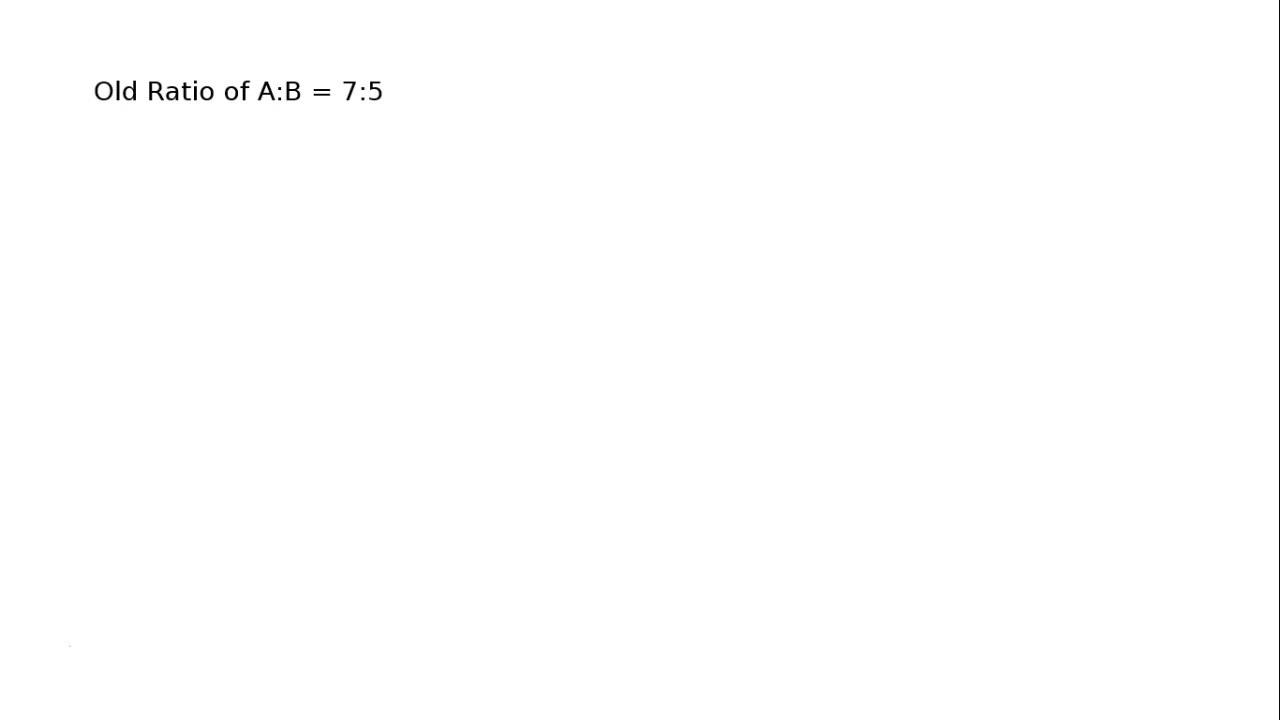 Old Ratio of A:B = 7:5